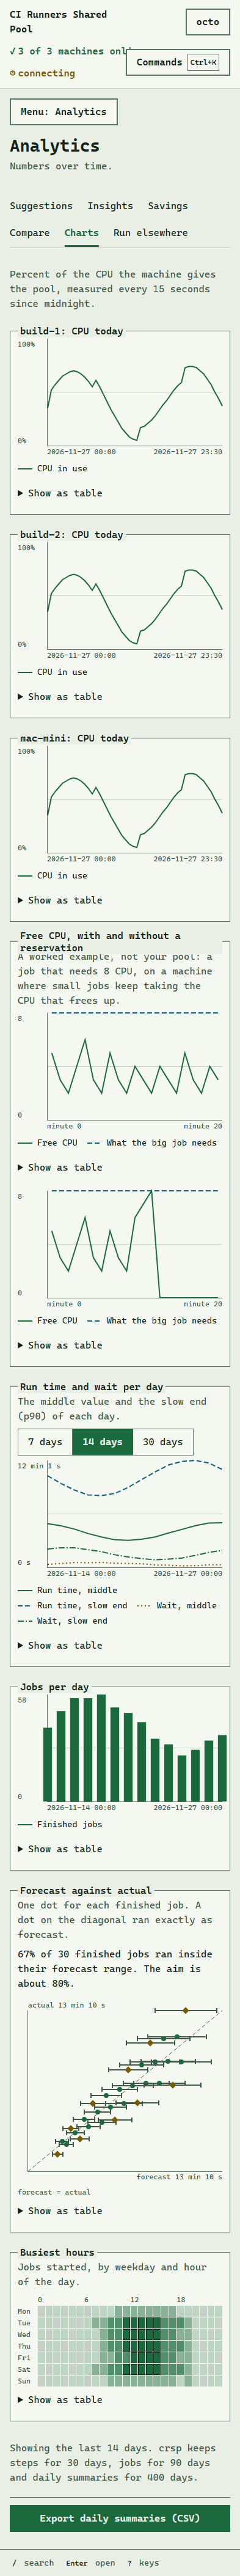 CI Runners Shared
Pool
octo
✓ 3 of 3 machines onl
Commands Ctrl+K
connecting
Menu: Analytics
Analytics
Numbers over time.
Suggestions Insights Savings
Compare Charts Run elsewhere
Percent of the CPU the machine gives
the pool, measured every 15 seconds
since midnight.
build-1: CPU today
100%
0%
2026-11-27 00:00 2026-11-27 23:30
CPU in use
▶ Show as table
build-2: CPU today
100%
0%
2026-11-27 00:00 2026-11-27 23:30
CPU in use
▶ Show as table
mac-mini: CPU today
100%
0%
2026-11-27 00:00 2026-11-27 23:30
CPU in use
▶ Show as table
Free CPU, with and without a
reservation
A worked example, not your pool: a
job that needs 8 CPU, on a machine
where small jobs keep taking the
CPU that frees up.
8
0
minute 0 minute 20
Free CPU What the big job needs
▶ Show as table
8
0
minute 0 minute 20
Free CPU What the big job needs
▶ Show as table
Run time and wait per day
The middle value and the slow end
(p90) of each day.
7 days 14 days 30 days
12 min 1 s
0 s
2026-11-14 00:00 2026-11-27 00:00
Run time, middle
Run time, slow end Wait, middle
Wait, slow end
▶ Show as table
Jobs per day
58
0
2026-11-14 00:00 2026-11-27 00:00
Finished jobs
▶ Show as table
Forecast against actual
One dot for each finished job. A
dot on the diagonal ran exactly as
forecast.
67% of 30 finished jobs ran inside
their forecast range. The aim is
about 80%.
actual 13 min 10 s
forecast 13 min 10 s
forecast = actual
▶ Show as table
Busiest hours
Jobs started, by weekday and hour
of the day.
0 6 12 18
Mon
Tue
Wed
Thu
Fri
Sat
Sun
▶ Show as table
Showing the last 14 days. crsp keeps
steps for 30 days, jobs for 90 days
and daily summaries for 400 days.
Export daily summaries (CSV)
/ search Enter open ? keys